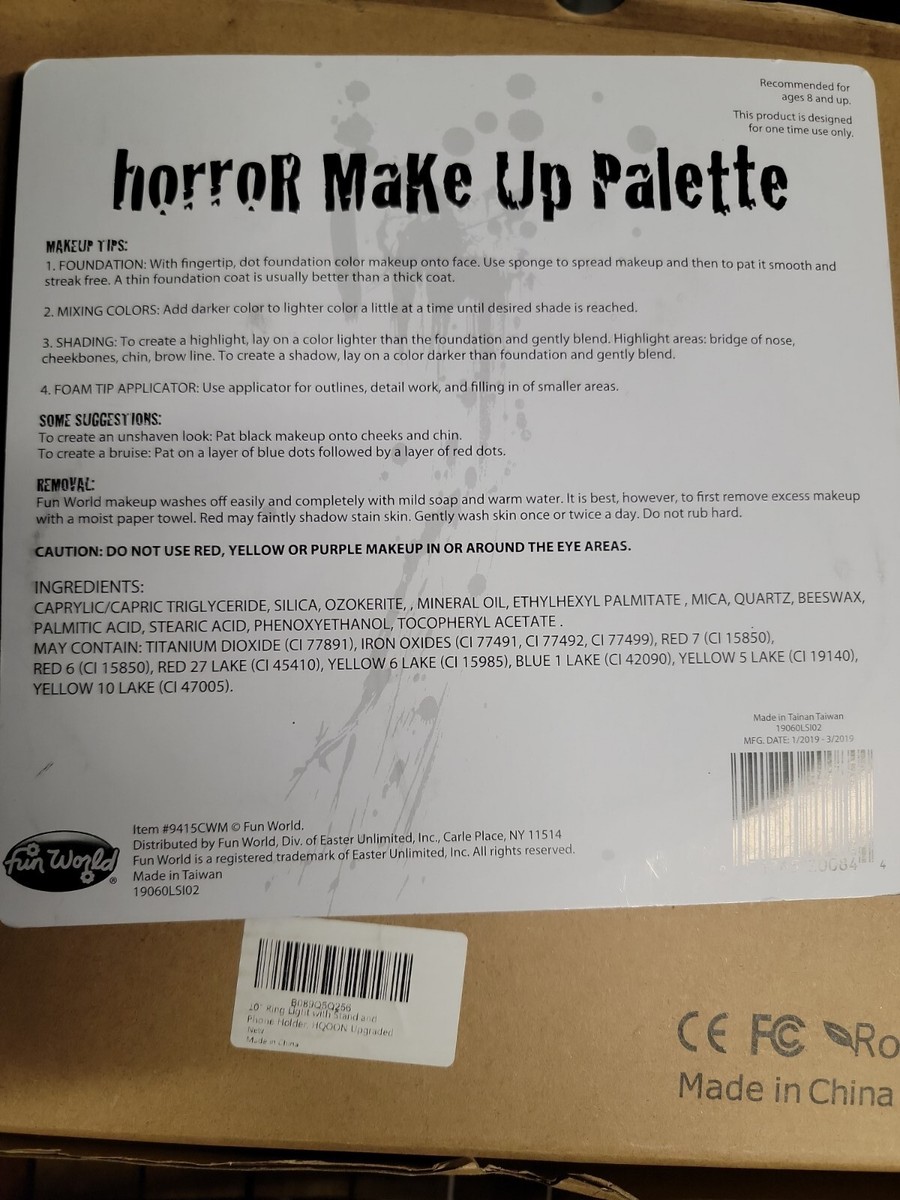 Recommended for
ages 8 and up.
This product is designed
for one time use only.
horroR MaKe Up Palette
MAKEUP TIPS:
1. FOUNDATION: With fingertip, dot foundation color makeup onto face. Use sponge to spread makeup and then to pat it smooth and
streak free. A thin foundation coat is usually better than a thick coat.
2. MIXING COLORS: Add darker color to lighter color a little at a time until desired shade is reached.
3. SHADING: To create a highlight, lay on a color lighter than the foundation and gently blend. Highlight areas: bridge of nose,
cheekbones, chin, brow line. To create a shadow, lay on a color darker than foundation and gently blend.
4. FOAM TIP APPLICATOR: Use applicator for outlines, detail work, and filling in of smaller areas.
SOME SUGGESTIONS:
To create an unshaven look: Pat black makeup onto cheeks and chin.
To create a bruise: Pat on a layer of blue dots followed by a layer of red dots.
REMOVAL:
Fun World makeup washes off easily and completely with mild soap and warm water. It is best, however, to first remove excess makeup
with a moist paper towel. Red may faintly shadow stain skin. Gently wash skin once or twice a day. Do not rub hard.
CAUTION: DO NOT USE RED, YELLOW OR PURPLE MAKEUP IN OR AROUND THE EYE AREAS.
INGREDIENTS:
CAPRYLIC/CAPRIC TRIGLYCERIDE, SILICA, OZOKERITE, , MINERAL OIL, ETHYLHEXYL PALMITATE , MICA, QUARTZ, BEESWAX,
PALMITIC ACID, STEARIC ACID, PHENOXYETHANOL, TOCOPHERYL ACETATE .
MAY CONTAIN: TITANIUM DIOXIDE (CI 77891), IRON OXIDES (CI 77491, CI 77492, CI 77499), RED 7 (CI 15850),
RED 6 (CI 15850), RED 27 LAKE (CI 45410), YELLOW 6 LAKE (CI 15985), BLUE 1 LAKE (CI 42090), YELLOW 5 LAKE (CI 19140),
YELLOW 10 LAKE (CI 47005).
Made in Tainan Taiwan
19060LSI02
MFG. DATE: 1/2019 - 3/2019
4
Fun World ®
Item #9415CWM © Fun World.
Distributed by Fun World, Div. of Easter Unlimited, Inc., Carle Place, NY 11514
Fun World is a registered trademark of Easter Unlimited, Inc. All rights reserved.
Made in Taiwan
19060LSI02
B089Q5Q256
10" Ring Light with Stand and
Phone Holder, HQOON Upgraded
New
Made in China
CE FC Ro
Made in China